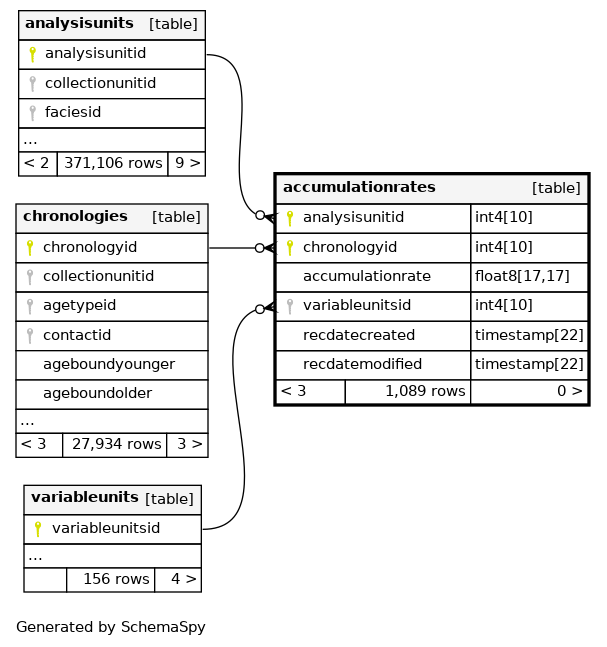 analysisunits [table]
analysisunitid
collectionunitid
faciesid
...
< 2 371,106 rows 9 >
chronologies [table]
chronologyid
collectionunitid
agetypeid
contactid
ageboundyounger
ageboundolder
...
< 3 27,934 rows 3 >
variableunits [table]
variableunitsid
...
156 rows 4 >
accumulationrates [table]
analysisunitid int4[10]
chronologyid int4[10]
accumulationrate float8[17,17]
variableunitsid int4[10]
recdatecreated timestamp[22]
recdatemodified timestamp[22]
< 3 1,089 rows 0 >
Generated by SchemaSpy